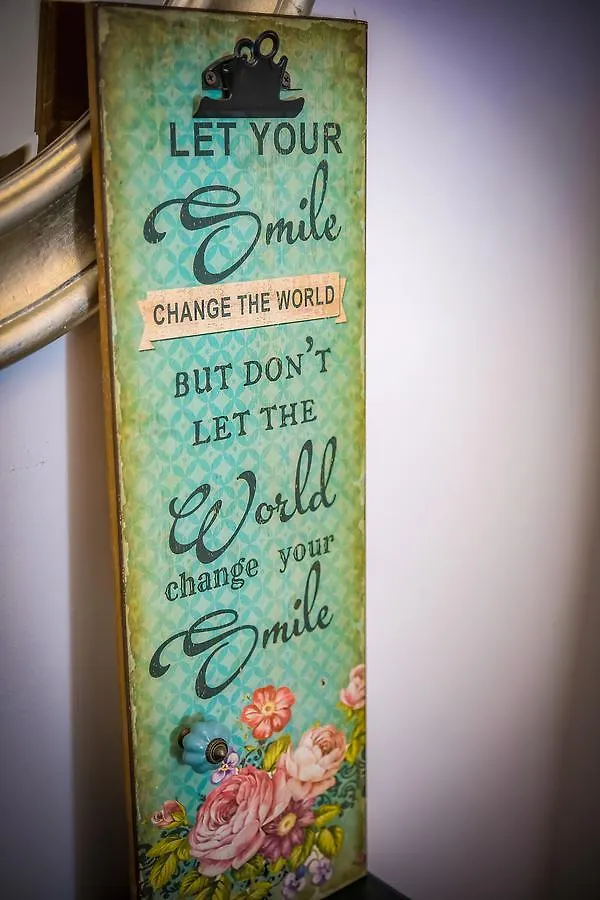 LET YOUR
Smile
CHANGE THE WORLD
BUT DON'T
LET THE
World
change your
Smile